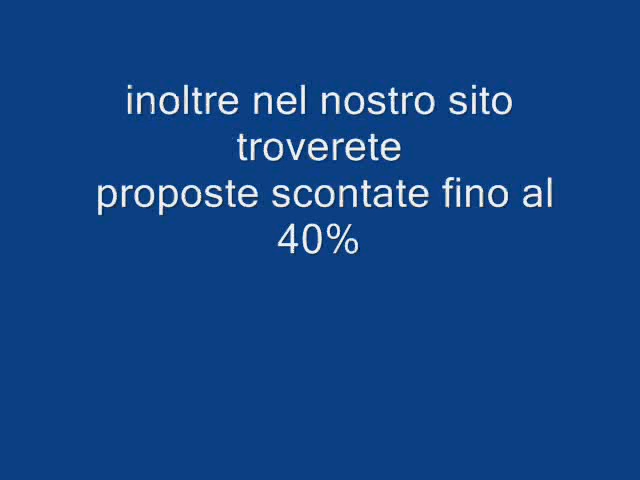 inoltre nel nostro sito
troverete
proposte scontate fino al
40%